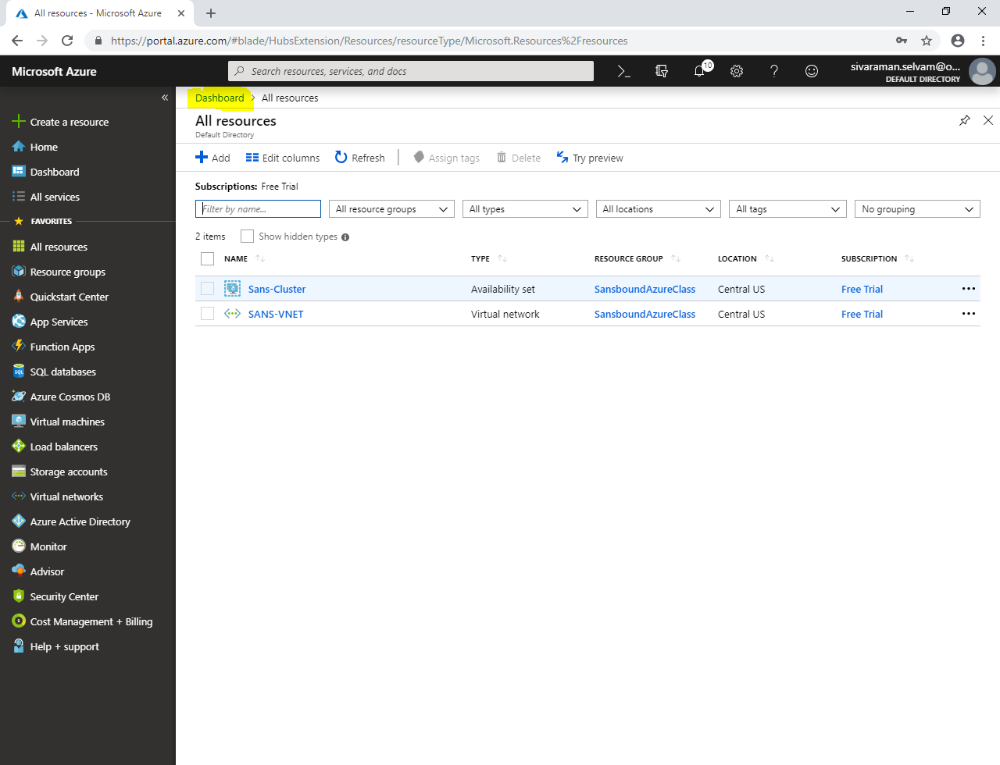 All resources - Microsoft Azure
https://portal.azure.com/#blade/HubsExtension/Resources/resourceType/Microsoft.Resources%2Fresources
Microsoft Azure
Search resources, services, and docs
10
sivaraman.selvam@o...
DEFAULT DIRECTORY
Dashboard > All resources
All resources
Default Directory
Add Edit columns Refresh Assign tags Delete Try preview
Subscriptions: Free Trial
Filter by name... All resource groups All types All locations All tags No grouping
2 items Show hidden types
NAME TYPE RESOURCE GROUP LOCATION SUBSCRIPTION
Sans-Cluster Availability set SansboundAzureClass Central US Free Trial
SANS-VNET Virtual network SansboundAzureClass Central US Free Trial
Create a resource
Home
Dashboard
All services
FAVORITES
All resources
Resource groups
Quickstart Center
App Services
Function Apps
SQL databases
Azure Cosmos DB
Virtual machines
Load balancers
Storage accounts
Virtual networks
Azure Active Directory
Monitor
Advisor
Security Center
Cost Management + Billing
Help + support